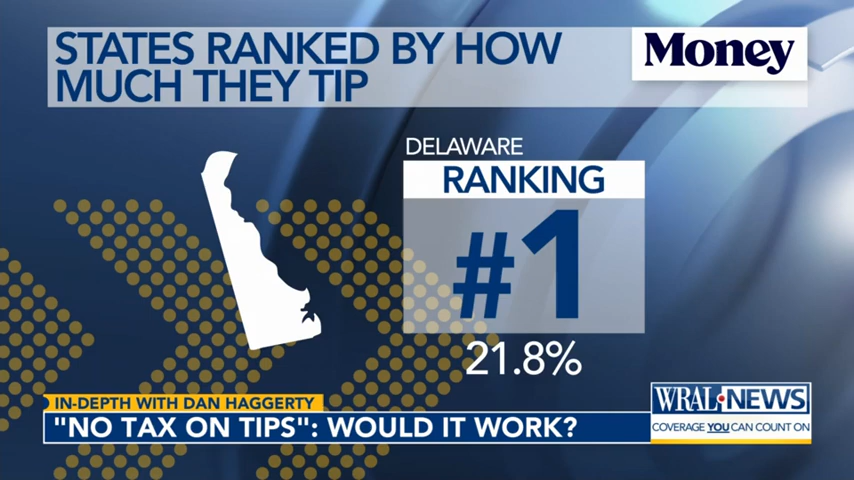 STATES RANKED BY HOW
MUCH THEY TIP
Money
DELAWARE
RANKING
#1
21.8%
IN-DEPTH WITH DAN HAGGERTY
"NO TAX ON TIPS": WOULD IT WORK?
WRAL NEWS
COVERAGE YOU CAN COUNT ON